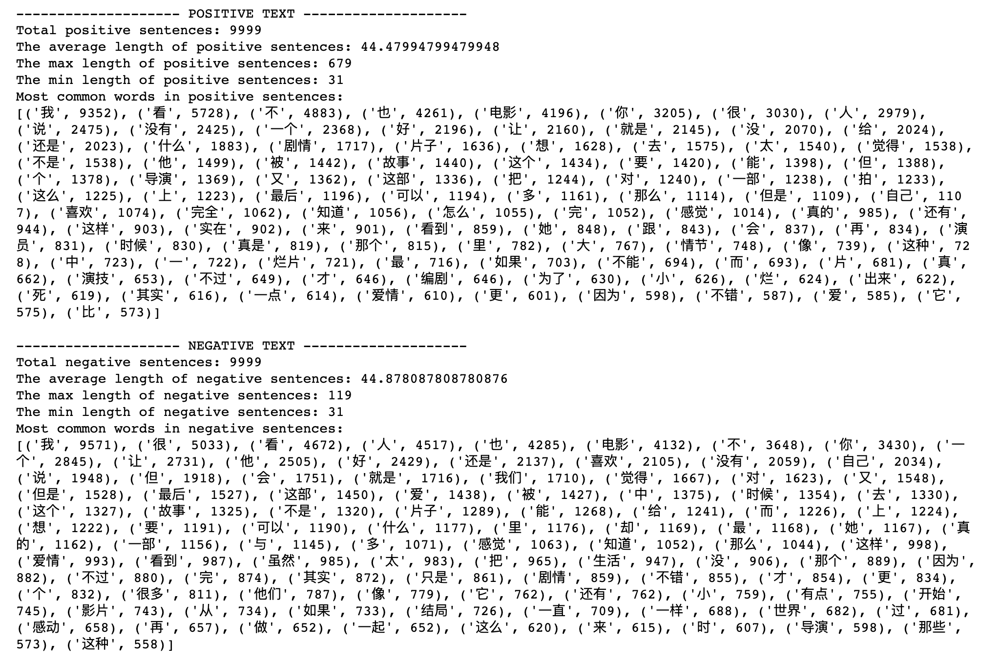 -------------------- POSITIVE TEXT --------------------
Total positive sentences: 9999
The average length of positive sentences: 44.47994799479948
The max length of positive sentences: 679
The min length of positive sentences: 31
Most common words in positive sentences:
[('我', 9352), ('看', 5728), ('不', 4883), ('也', 4261), ('电影', 4196), ('你', 3205), ('很', 3030), ('人', 2979),
('说', 2475), ('没有', 2425), ('一个', 2368), ('好', 2196), ('让', 2160), ('就是', 2145), ('没', 2070), ('给', 2024),
('还是', 2023), ('什么', 1883), ('剧情', 1717), ('片子', 1636), ('想', 1628), ('去', 1575), ('太', 1540), ('觉得', 1538),
('不是', 1538), ('他', 1499), ('被', 1442), ('故事', 1440), ('这个', 1434), ('要', 1420), ('能', 1398), ('但', 1388),
('个', 1378), ('导演', 1369), ('又', 1362), ('这部', 1336), ('把', 1244), ('对', 1240), ('一部', 1238), ('拍', 1233),
('这么', 1225), ('上', 1223), ('最后', 1196), ('可以', 1194), ('多', 1161), ('那么', 1114), ('但是', 1109), ('自己', 110
7), ('喜欢', 1074), ('完全', 1062), ('知道', 1056), ('怎么', 1055), ('完', 1052), ('感觉', 1014), ('真的', 985), ('还有',
944), ('这样', 903), ('实在', 902), ('来', 901), ('看到', 859), ('她', 848), ('跟', 843), ('会', 837), ('再', 834), ('演
员', 831), ('时候', 830), ('真是', 819), ('那个', 815), ('里', 782), ('大', 767), ('情节', 748), ('像', 739), ('这种', 72
8), ('中', 723), ('一', 722), ('烂片', 721), ('最', 716), ('如果', 703), ('不能', 694), ('而', 693), ('片', 681), ('真',
662), ('演技', 653), ('不过', 649), ('才', 646), ('编剧', 646), ('为了', 630), ('小', 626), ('烂', 624), ('出来', 622),
('死', 619), ('其实', 616), ('一点', 614), ('爱情', 610), ('更', 601), ('因为', 598), ('不错', 587), ('爱', 585), ('它',
575), ('比', 573)]
-------------------- NEGATIVE TEXT --------------------
Total negative sentences: 9999
The average length of negative sentences: 44.878087808780876
The max length of negative sentences: 119
The min length of negative sentences: 31
Most common words in negative sentences:
[('我', 9571), ('很', 5033), ('看', 4672), ('人', 4517), ('也', 4285), ('电影', 4132), ('不', 3648), ('你', 3430), ('一
个', 2845), ('让', 2731), ('他', 2505), ('好', 2429), ('还是', 2137), ('喜欢', 2105), ('没有', 2059), ('自己', 2034),
('说', 1948), ('但', 1918), ('会', 1751), ('就是', 1716), ('我们', 1710), ('觉得', 1667), ('对', 1623), ('又', 1548),
('但是', 1528), ('最后', 1527), ('这部', 1450), ('爱', 1438), ('被', 1427), ('中', 1375), ('时候', 1354), ('去', 1330),
('这个', 1327), ('故事', 1325), ('不是', 1320), ('片子', 1289), ('能', 1268), ('给', 1241), ('而', 1226), ('上', 1224),
('想', 1222), ('要', 1191), ('可以', 1190), ('什么', 1177), ('里', 1176), ('却', 1169), ('最', 1168), ('她', 1167), ('真
的', 1162), ('一部', 1156), ('与', 1145), ('多', 1071), ('感觉', 1063), ('知道', 1052), ('那么', 1044), ('这样', 998),
('爱情', 993), ('看到', 987), ('虽然', 985), ('太', 983), ('把', 965), ('生活', 947), ('没', 906), ('那个', 889), ('因为',
882), ('不过', 880), ('完', 874), ('其实', 872), ('只是', 861), ('剧情', 859), ('不错', 855), ('才', 854), ('更', 834),
('个', 832), ('很多', 811), ('他们', 787), ('像', 779), ('它', 762), ('还有', 762), ('小', 759), ('有点', 755), ('开始',
745), ('影片', 743), ('从', 734), ('如果', 733), ('结局', 726), ('一直', 709), ('一样', 688), ('世界', 682), ('过', 681),
('感动', 658), ('再', 657), ('做', 652), ('一起', 652), ('这么', 620), ('来', 615), ('时', 607), ('导演', 598), ('那些',
573), ('这种', 558)]